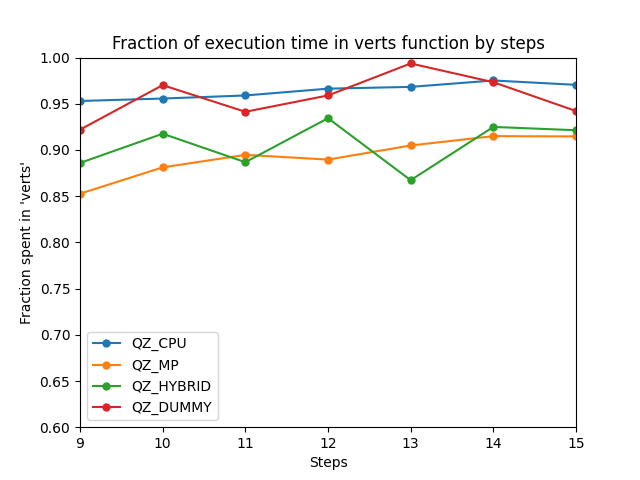 Fraction of execution time in verts function by steps
1.00
0.95
0.90
0.85
0.80
0.75
0.70
0.65
0.60
Fraction spent in 'verts'
QZ_CPU
QZ_MP
QZ_HYBRID
QZ_DUMMY
9 10 11 12 13 14 15
Steps